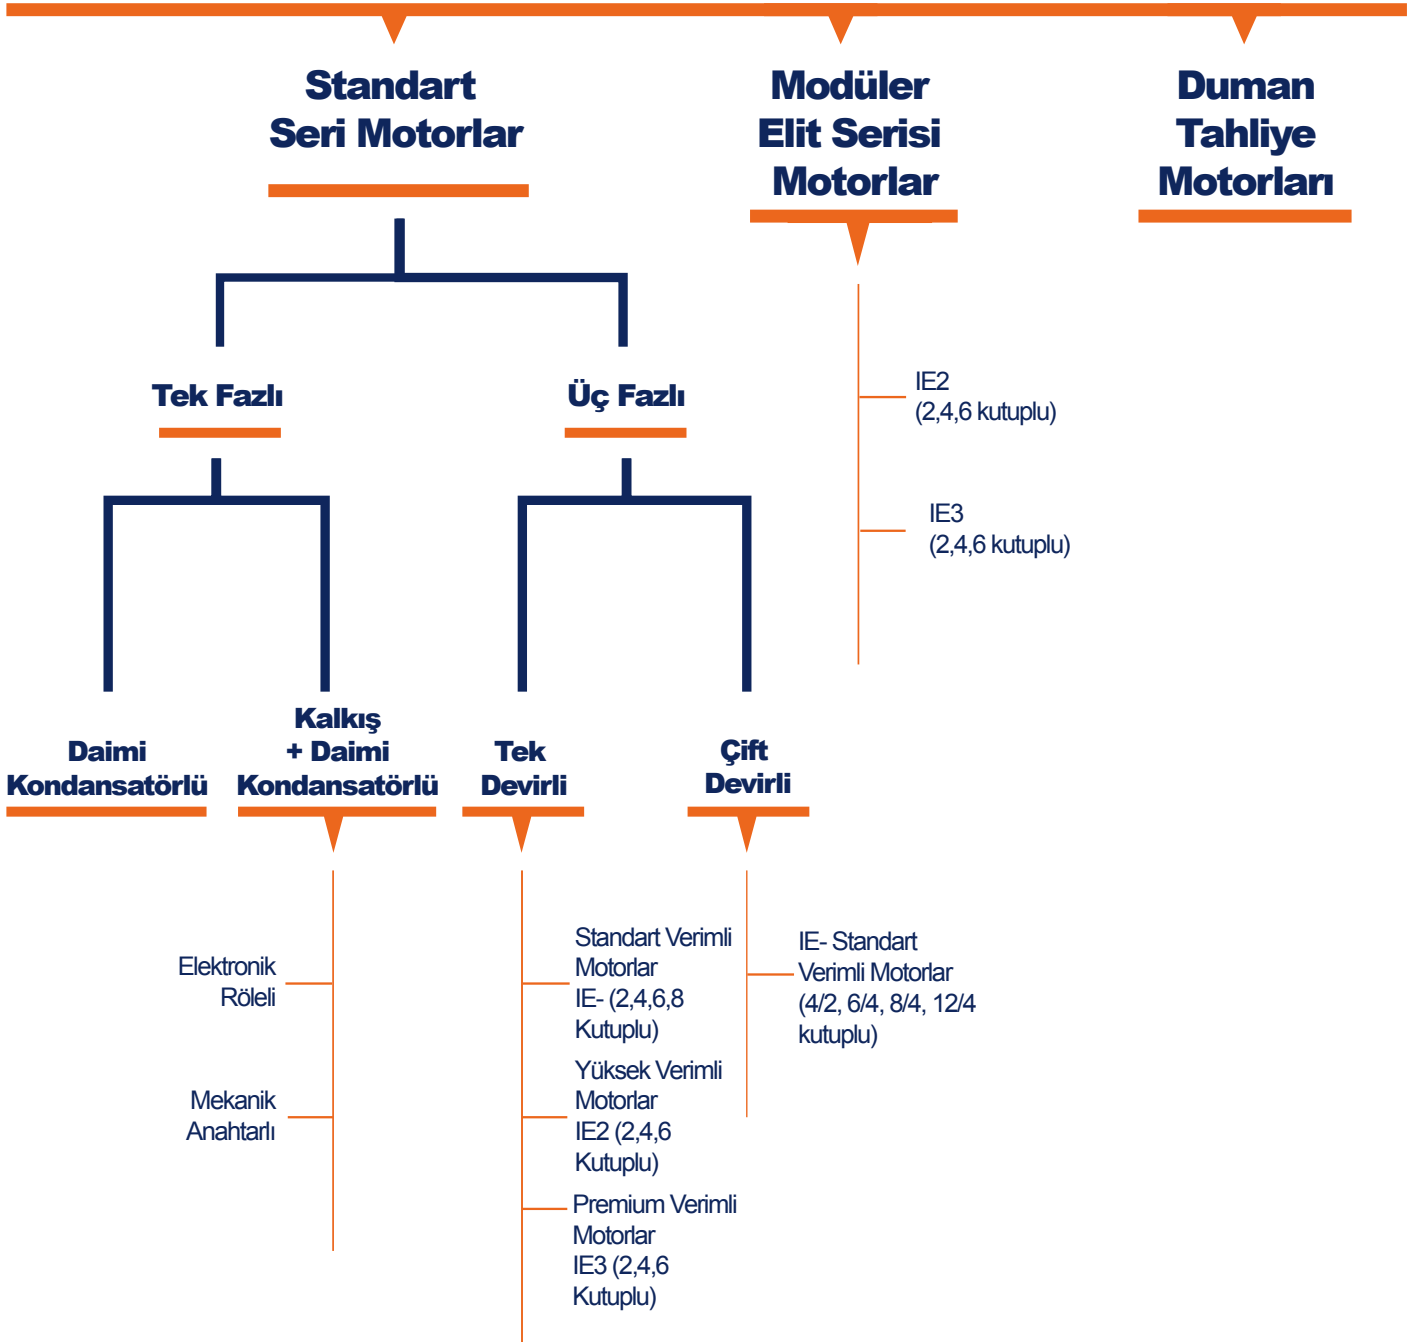 Standart
Seri Motorlar
Modüler
Elit Serisi
Motorlar
Duman
Tahliye
Motorları
Tek Fazlı
Üç Fazlı
IE2
(2,4,6 kutuplu)
IE3
(2,4,6 kutuplu)
Daimi
Kondansatörlü
Kalkış
+ Daimi
Kondansatörlü
Tek
Devirli
Çift
Devirli
Elektronik
Röleli
Mekanik
Anahtarlı
Standart Verimli
Motorlar
IE- (2,4,6,8
Kutuplu)
Yüksek Verimli
Motorlar
IE2 (2,4,6
Kutuplu)
Premium Verimli
Motorlar
IE3 (2,4,6
Kutuplu)
IE- Standart
Verimli Motorlar
(4/2, 6/4, 8/4, 12/4
kutuplu)